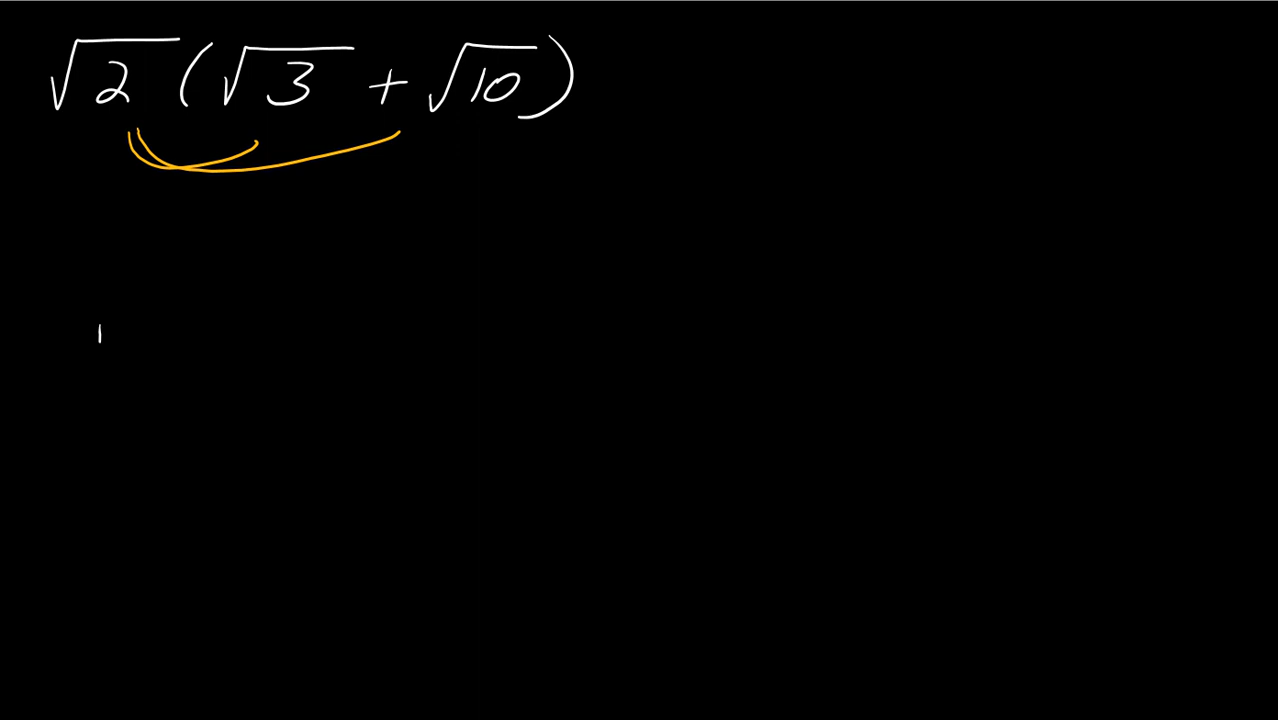 √2 (√3 + √10)